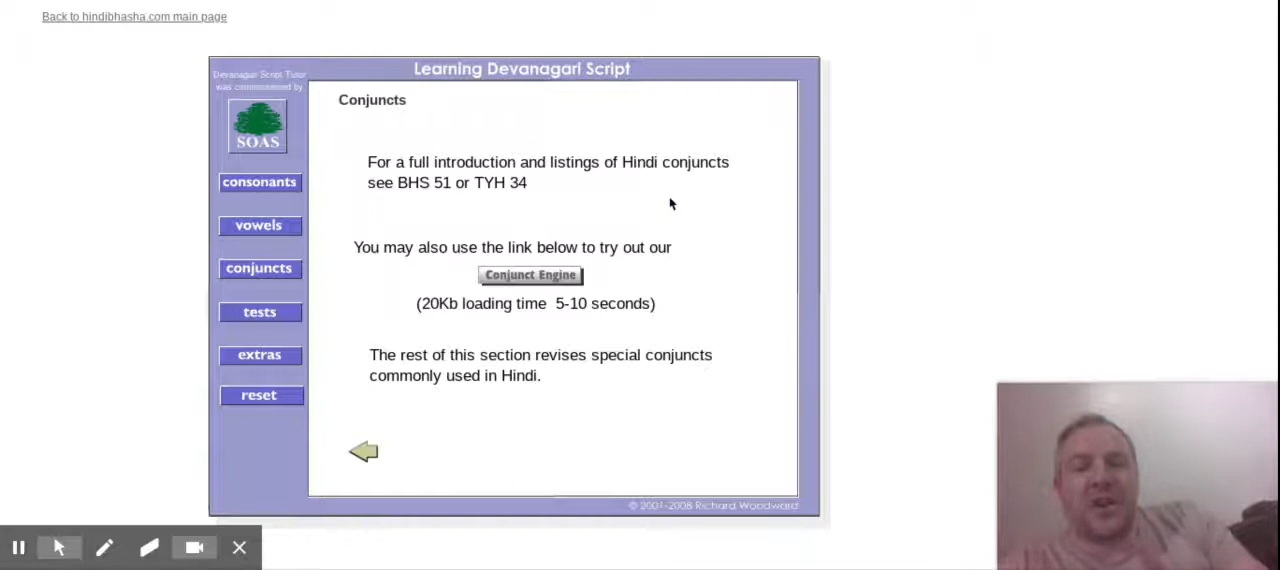 Back to hindibhasha.com main page
Learning Devanagari Script
Devanagari Script Tutor
was commissioned by
SOAS
consonants
vowels
conjuncts
tests
extras
reset
Conjuncts
For a full introduction and listings of Hindi conjuncts
see BHS 51 or TYH 34
You may also use the link below to try out our
Conjunct Engine
(20Kb loading time 5-10 seconds)
The rest of this section revises special conjuncts
commonly used in Hindi.
© 2001-2008 Richard Woodward